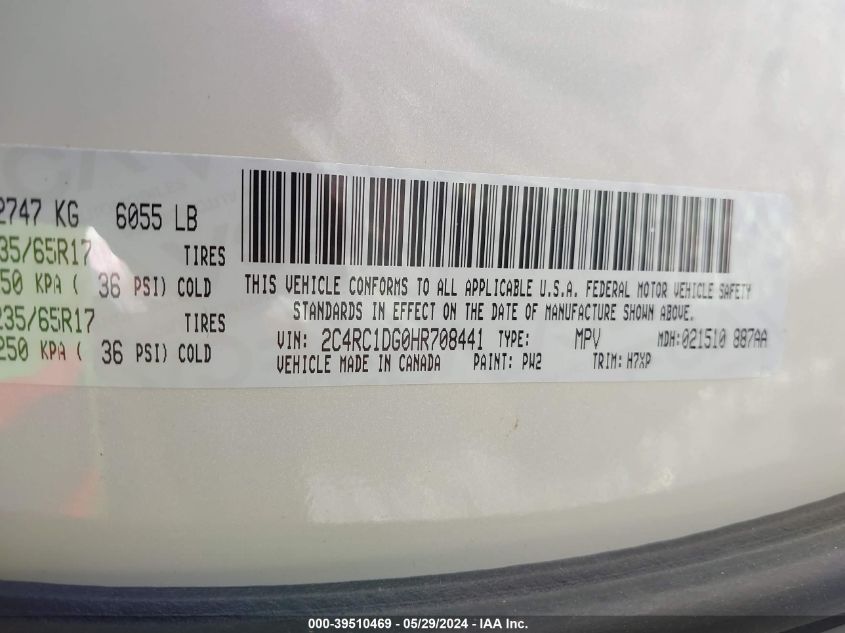 2747 KG 6055 LB
35/65R17 TIRES
50 KPA ( 36 PSI) COLD
235/65R17 TIRES
250 KPA ( 36 PSI) COLD
THIS VEHICLE CONFORMS TO ALL APPLICABLE U.S.A. FEDERAL MOTOR VEHICLE SAFETY
STANDARDS IN EFFECT ON THE DATE OF MANUFACTURE SHOWN ABOVE.
VIN: 2C4RC1DG0HR708441 TYPE: MPV MDH:021510 887AA
VEHICLE MADE IN CANADA PAINT: PW2 TRIM: H7XP
000-39510469 - 05/29/2024 - IAA Inc.